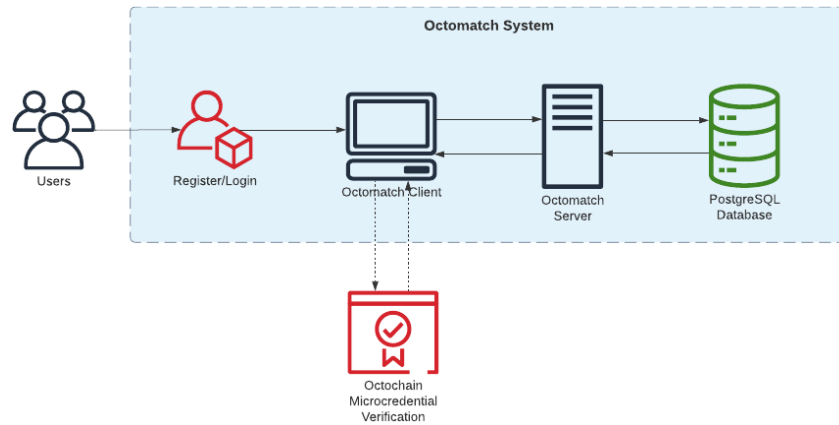 Octomatch System
Users
Register/Login
Octomatch Client
Octomatch
Server
PostgreSQL
Database
Octochain
Microcredential
Verification